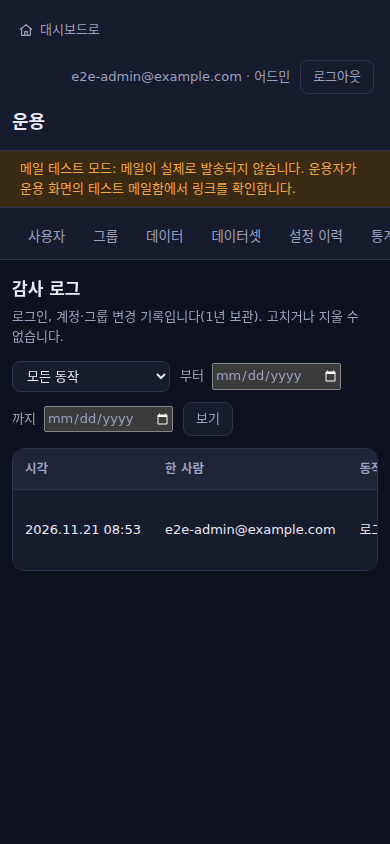 대시보드로
e2e-admin@example.com · 어드민
로그아웃
운용
메일 테스트 모드: 메일이 실제로 발송되지 않습니다. 운용자가
운용 화면의 테스트 메일함에서 링크를 확인합니다.
사용자 그룹 데이터 데이터셋 설정 이력
감사 로그
로그인, 계정·그룹 변경 기록입니다(1년 보관). 고치거나 지울 수
없습니다.
모든 동작 부터 mm/dd/yyyy
까지 mm/dd/yyyy 보기
시각 한 사람
2026.11.21 08:53 e2e-admin@example.com